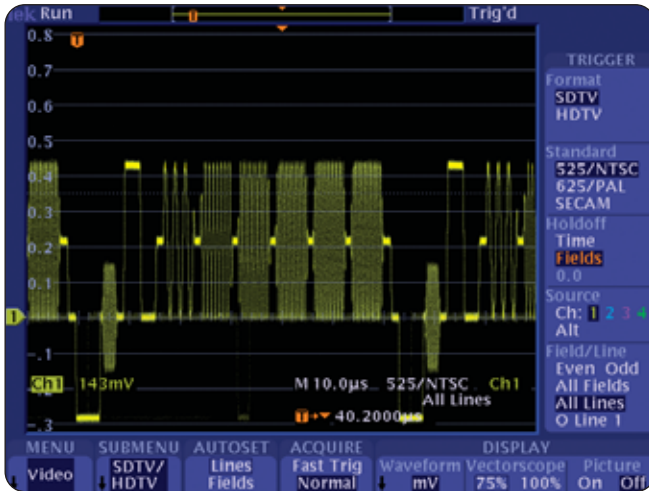 Tek Run Trig'd
0.8
T
0.7
0.6
0.5
0.4
0.3
0.2
0.1
1
-.1
-.3
Ch1 143mV M 10.0µs 525/NTSC Ch1
All Lines
T 40.2000µs
TRIGGER
Format
SDTV
HDTV
Standard
525/NTSC
625/PAL
SECAM
Holdoff
Time
Fields
0.0
Source
Ch: 1 2 3 4
Alt
Field/Line
Even Odd
All Fields
All Lines
O Line 1
MENU SUBMENU AUTOSET ACQUIRE DISPLAY
Video SDTV/ Lines Fast Trig Waveform Vectorscope Picture
HDTV Fields Normal mV 75% 100% On Off